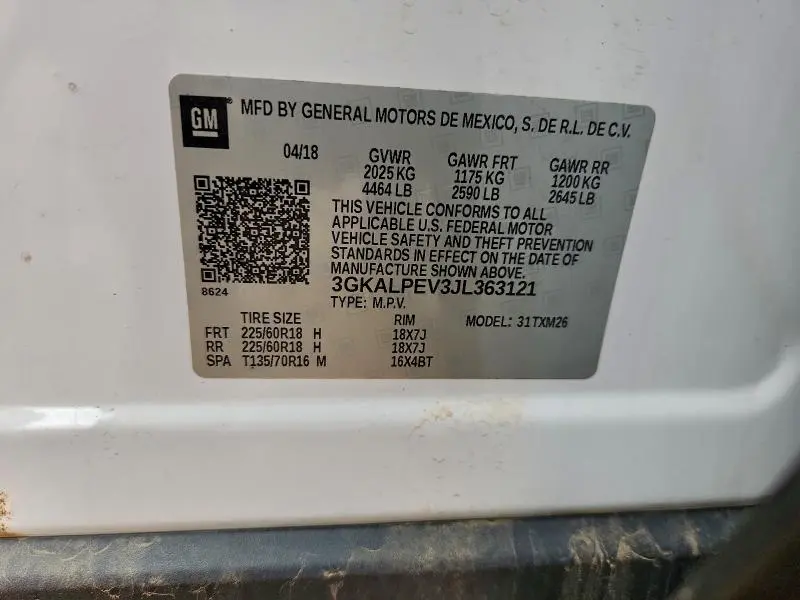 GM® MFD BY GENERAL MOTORS DE MEXICO, S. DE R.L. DE C.V.
04/18 GVWR GAWR FRT GAWR RR
2025 KG 1175 KG 1200 KG
4464 LB 2590 LB 2645 LB
THIS VEHICLE CONFORMS TO ALL
APPLICABLE U.S. FEDERAL MOTOR
VEHICLE SAFETY AND THEFT PREVENTION
STANDARDS IN EFFECT ON THE DATE OF
MANUFACTURE SHOWN ABOVE.
8624 3GKALPEV3JL363121
TYPE: M.P.V.
TIRE SIZE RIM MODEL: 31TXM26
FRT 225/60R18 H 18X7J
RR 225/60R18 H 18X7J
SPA T135/70R16 M 16X4BT